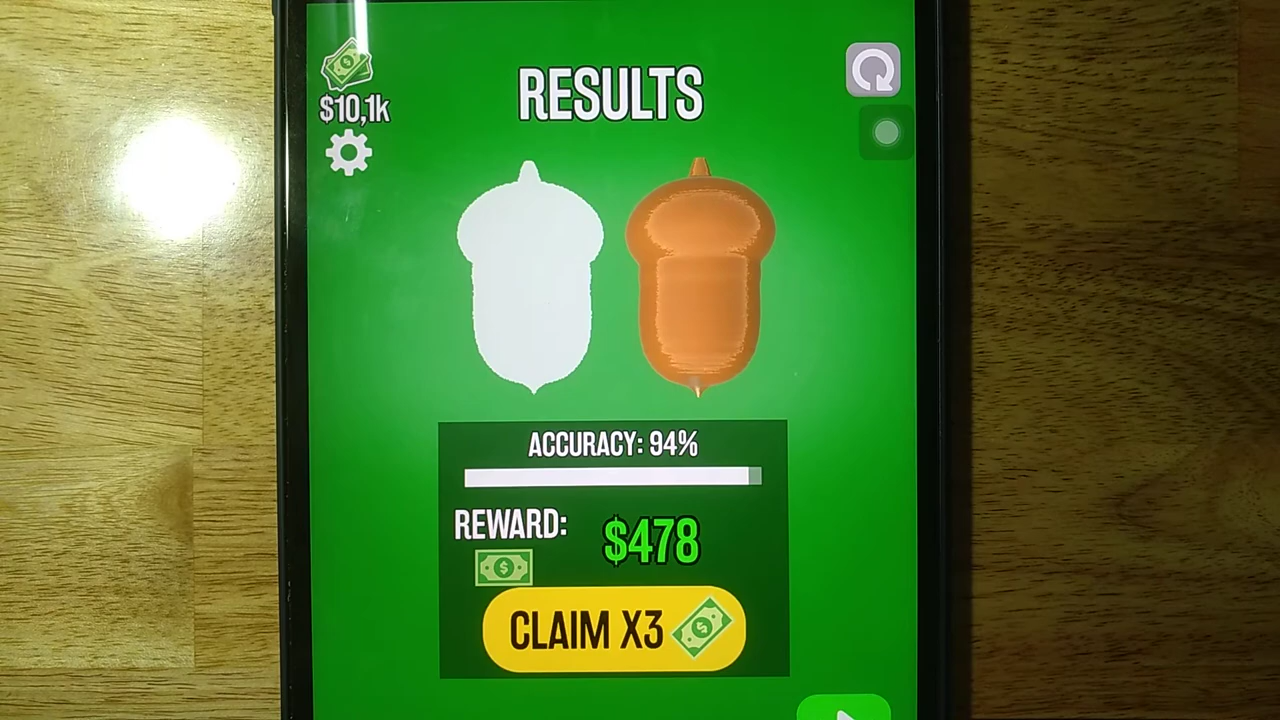 RESULTS
$10,1k
ACCURACY: 94%
REWARD:
$478
CLAIM X3